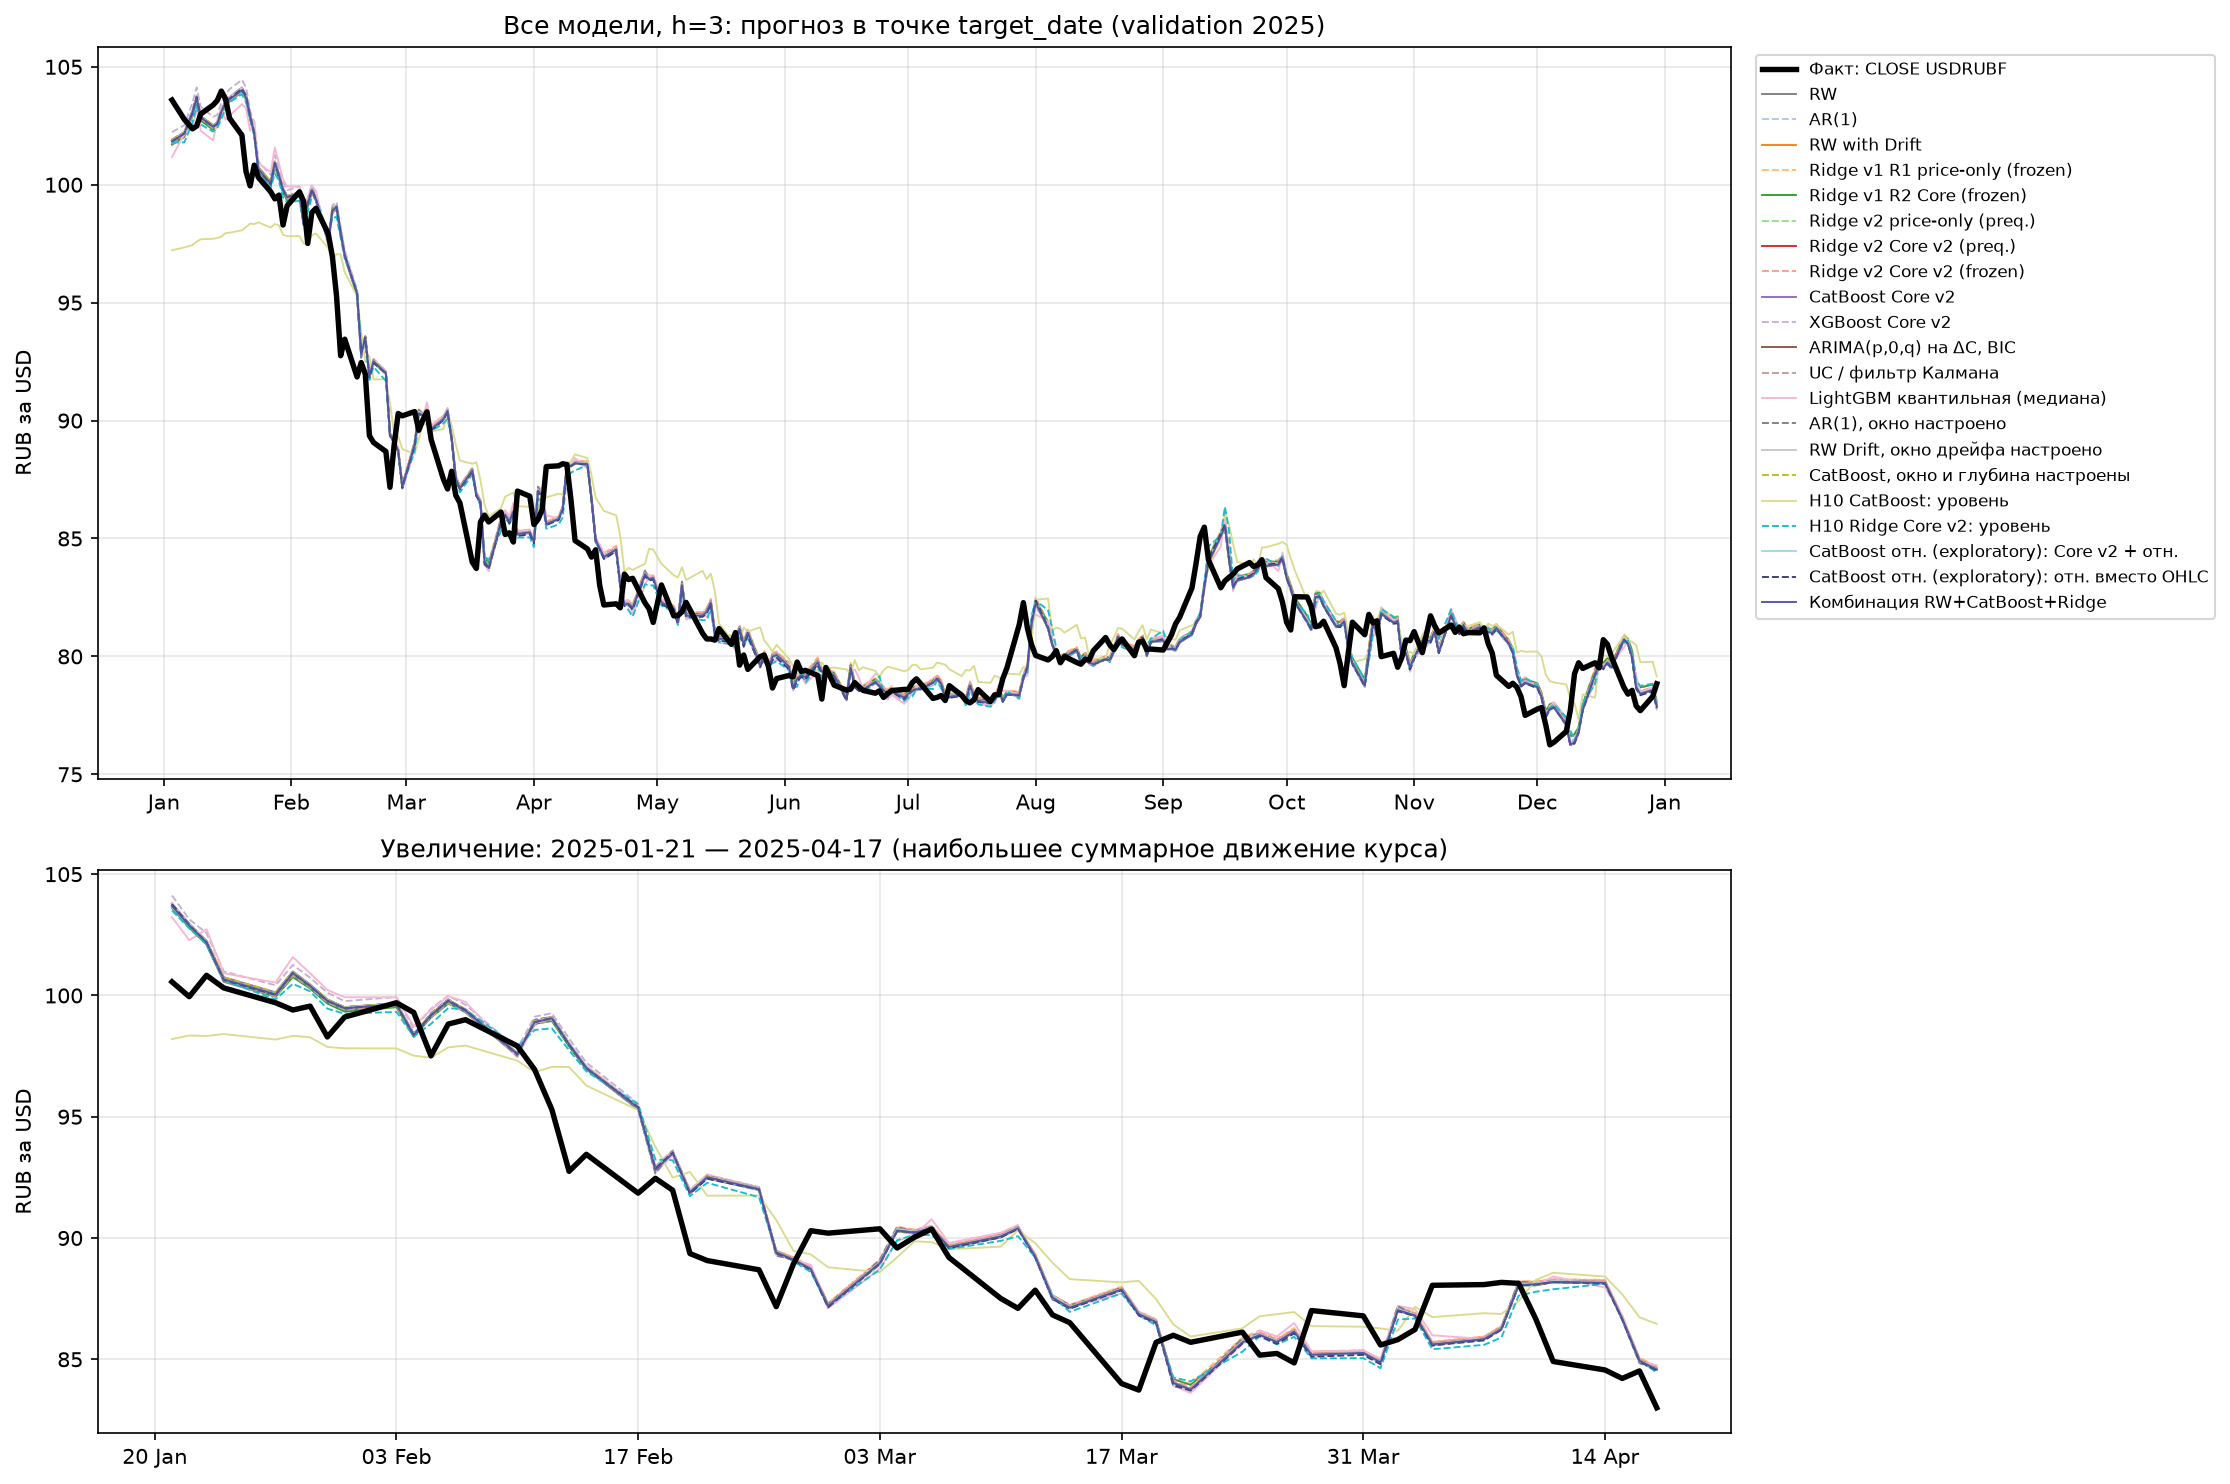 Все модели, h=3: прогноз в точке target_date (validation 2025)
RUB за USD
105
100
95
90
85
80
75
Jan
Feb
Mar
Apr
May
Jun
Jul
Aug
Sep
Oct
Nov
Dec
Jan
Факт: CLOSE USDRUBF
RW
AR(1)
RW with Drift
Ridge v1 R1 price-only (frozen)
Ridge v1 R2 Core (frozen)
Ridge v2 price-only (preq.)
Ridge v2 Core v2 (preq.)
Ridge v2 Core v2 (frozen)
CatBoost Core v2
XGBoost Core v2
ARIMA(p,0,q) на ΔC, BIC
UC / фильтр Калмана
LightGBM квантильная (медиана)
AR(1), окно настроено
RW Drift, окно дрейфа настроено
CatBoost, окно и глубина настроены
H10 CatBoost: уровень
H10 Ridge Core v2: уровень
CatBoost отн. (exploratory): Core v2 + отн.
CatBoost отн. (exploratory): отн. вместо OHLC
Комбинация RW+CatBoost+Ridge
Увеличение: 2025-01-21 — 2025-04-17 (наибольшее суммарное движение курса)
RUB за USD
105
100
95
90
85
20 Jan
03 Feb
17 Feb
03 Mar
17 Mar
31 Mar
14 Apr